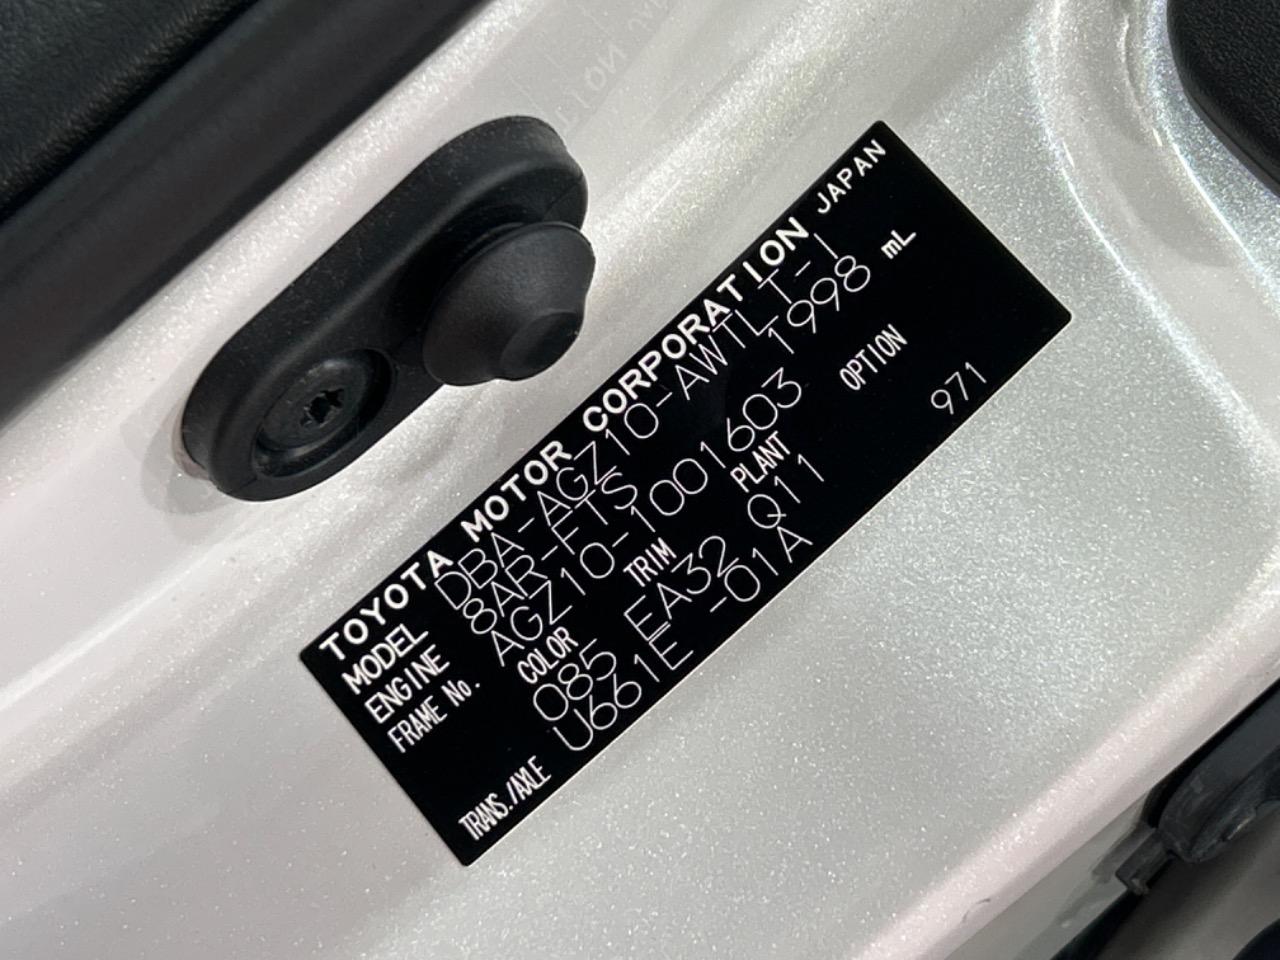 TOYOTA MOTOR CORPORATION JAPAN
MODEL DBA-AGZ10-AWTLT-I
ENGINE 8AR-FTS 1998 mL
FRAME No. AGZ10-1001603
COLOR TRIM PLANT OPTION
085 EA32 Q11 971
TRANS./AXLE U661E -01A